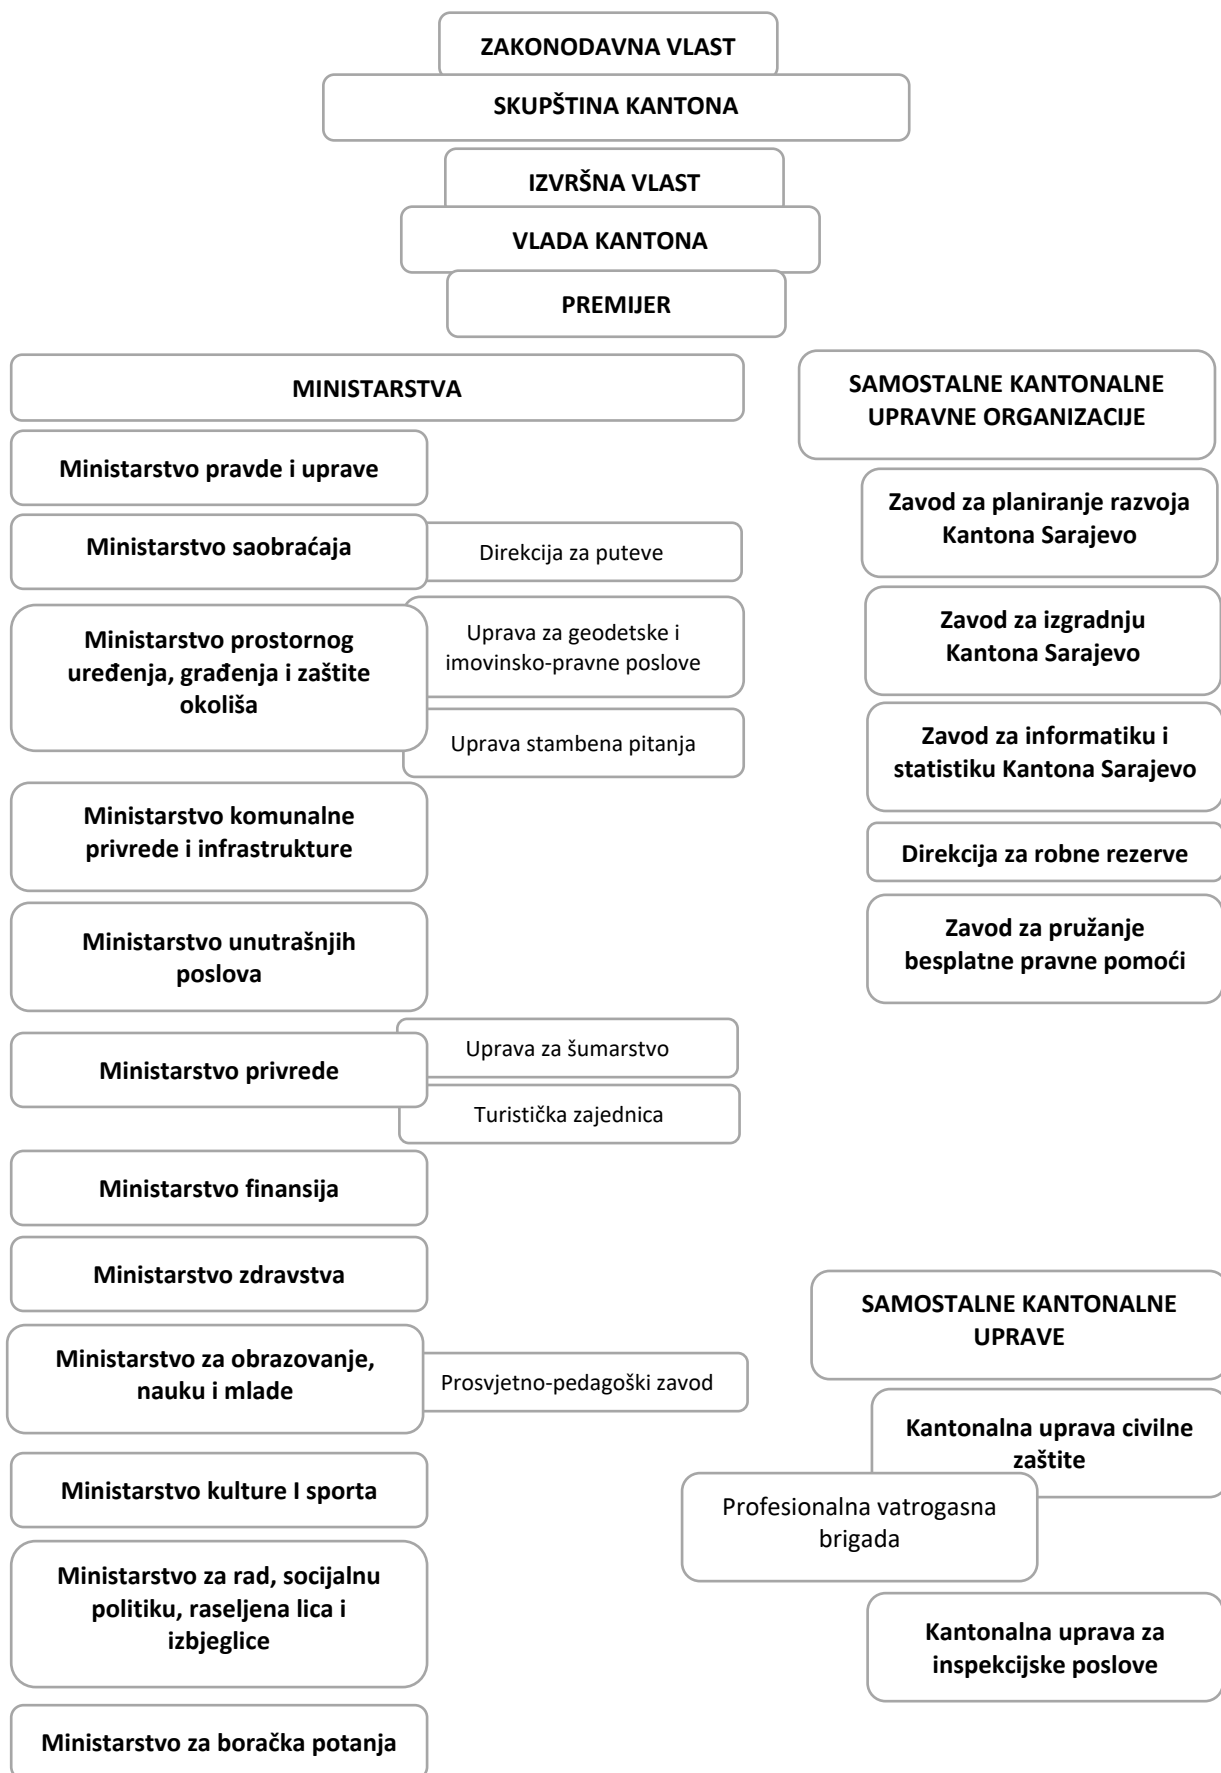 ZAKONODAVNA VLAST
SKUPŠTINA KANTONA
IZVRŠNA VLAST
VLADA KANTONA
PREMIJER
MINISTARSTVA
Ministarstvo pravde i uprave
Ministarstvo saobraćaja
Direkcija za puteve
Ministarstvo prostornog
uređenja, građenja i zaštite
okoliša
Uprava za geodetske i
imovinsko-pravne poslove
Uprava stambena pitanja
Ministarstvo komunalne
privrede i infrastrukture
Ministarstvo unutrašnjih
poslova
Ministarstvo privrede
Uprava za šumarstvo
Turistička zajednica
Ministarstvo finansija
Ministarstvo zdravstva
Ministarstvo za obrazovanje,
nauku i mlade
Prosvjetno-pedagoški zavod
Ministarstvo kulture I sporta
Ministarstvo za rad, socijalnu
politiku, raseljena lica i
izbjeglice
Ministarstvo za boračka potanja
SAMOSTALNE KANTONALNE
UPRAVNE ORGANIZACIJE
Zavod za planiranje razvoja
Kantona Sarajevo
Zavod za izgradnju
Kantona Sarajevo
Zavod za informatiku i
statistiku Kantona Sarajevo
Direkcija za robne rezerve
Zavod za pružanje
besplatne pravne pomoći
SAMOSTALNE KANTONALNE
UPRAVE
Kantonalna uprava civilne
zaštite
Profesionalna vatrogasna
brigada
Kantonalna uprava za
inspekcijske poslove